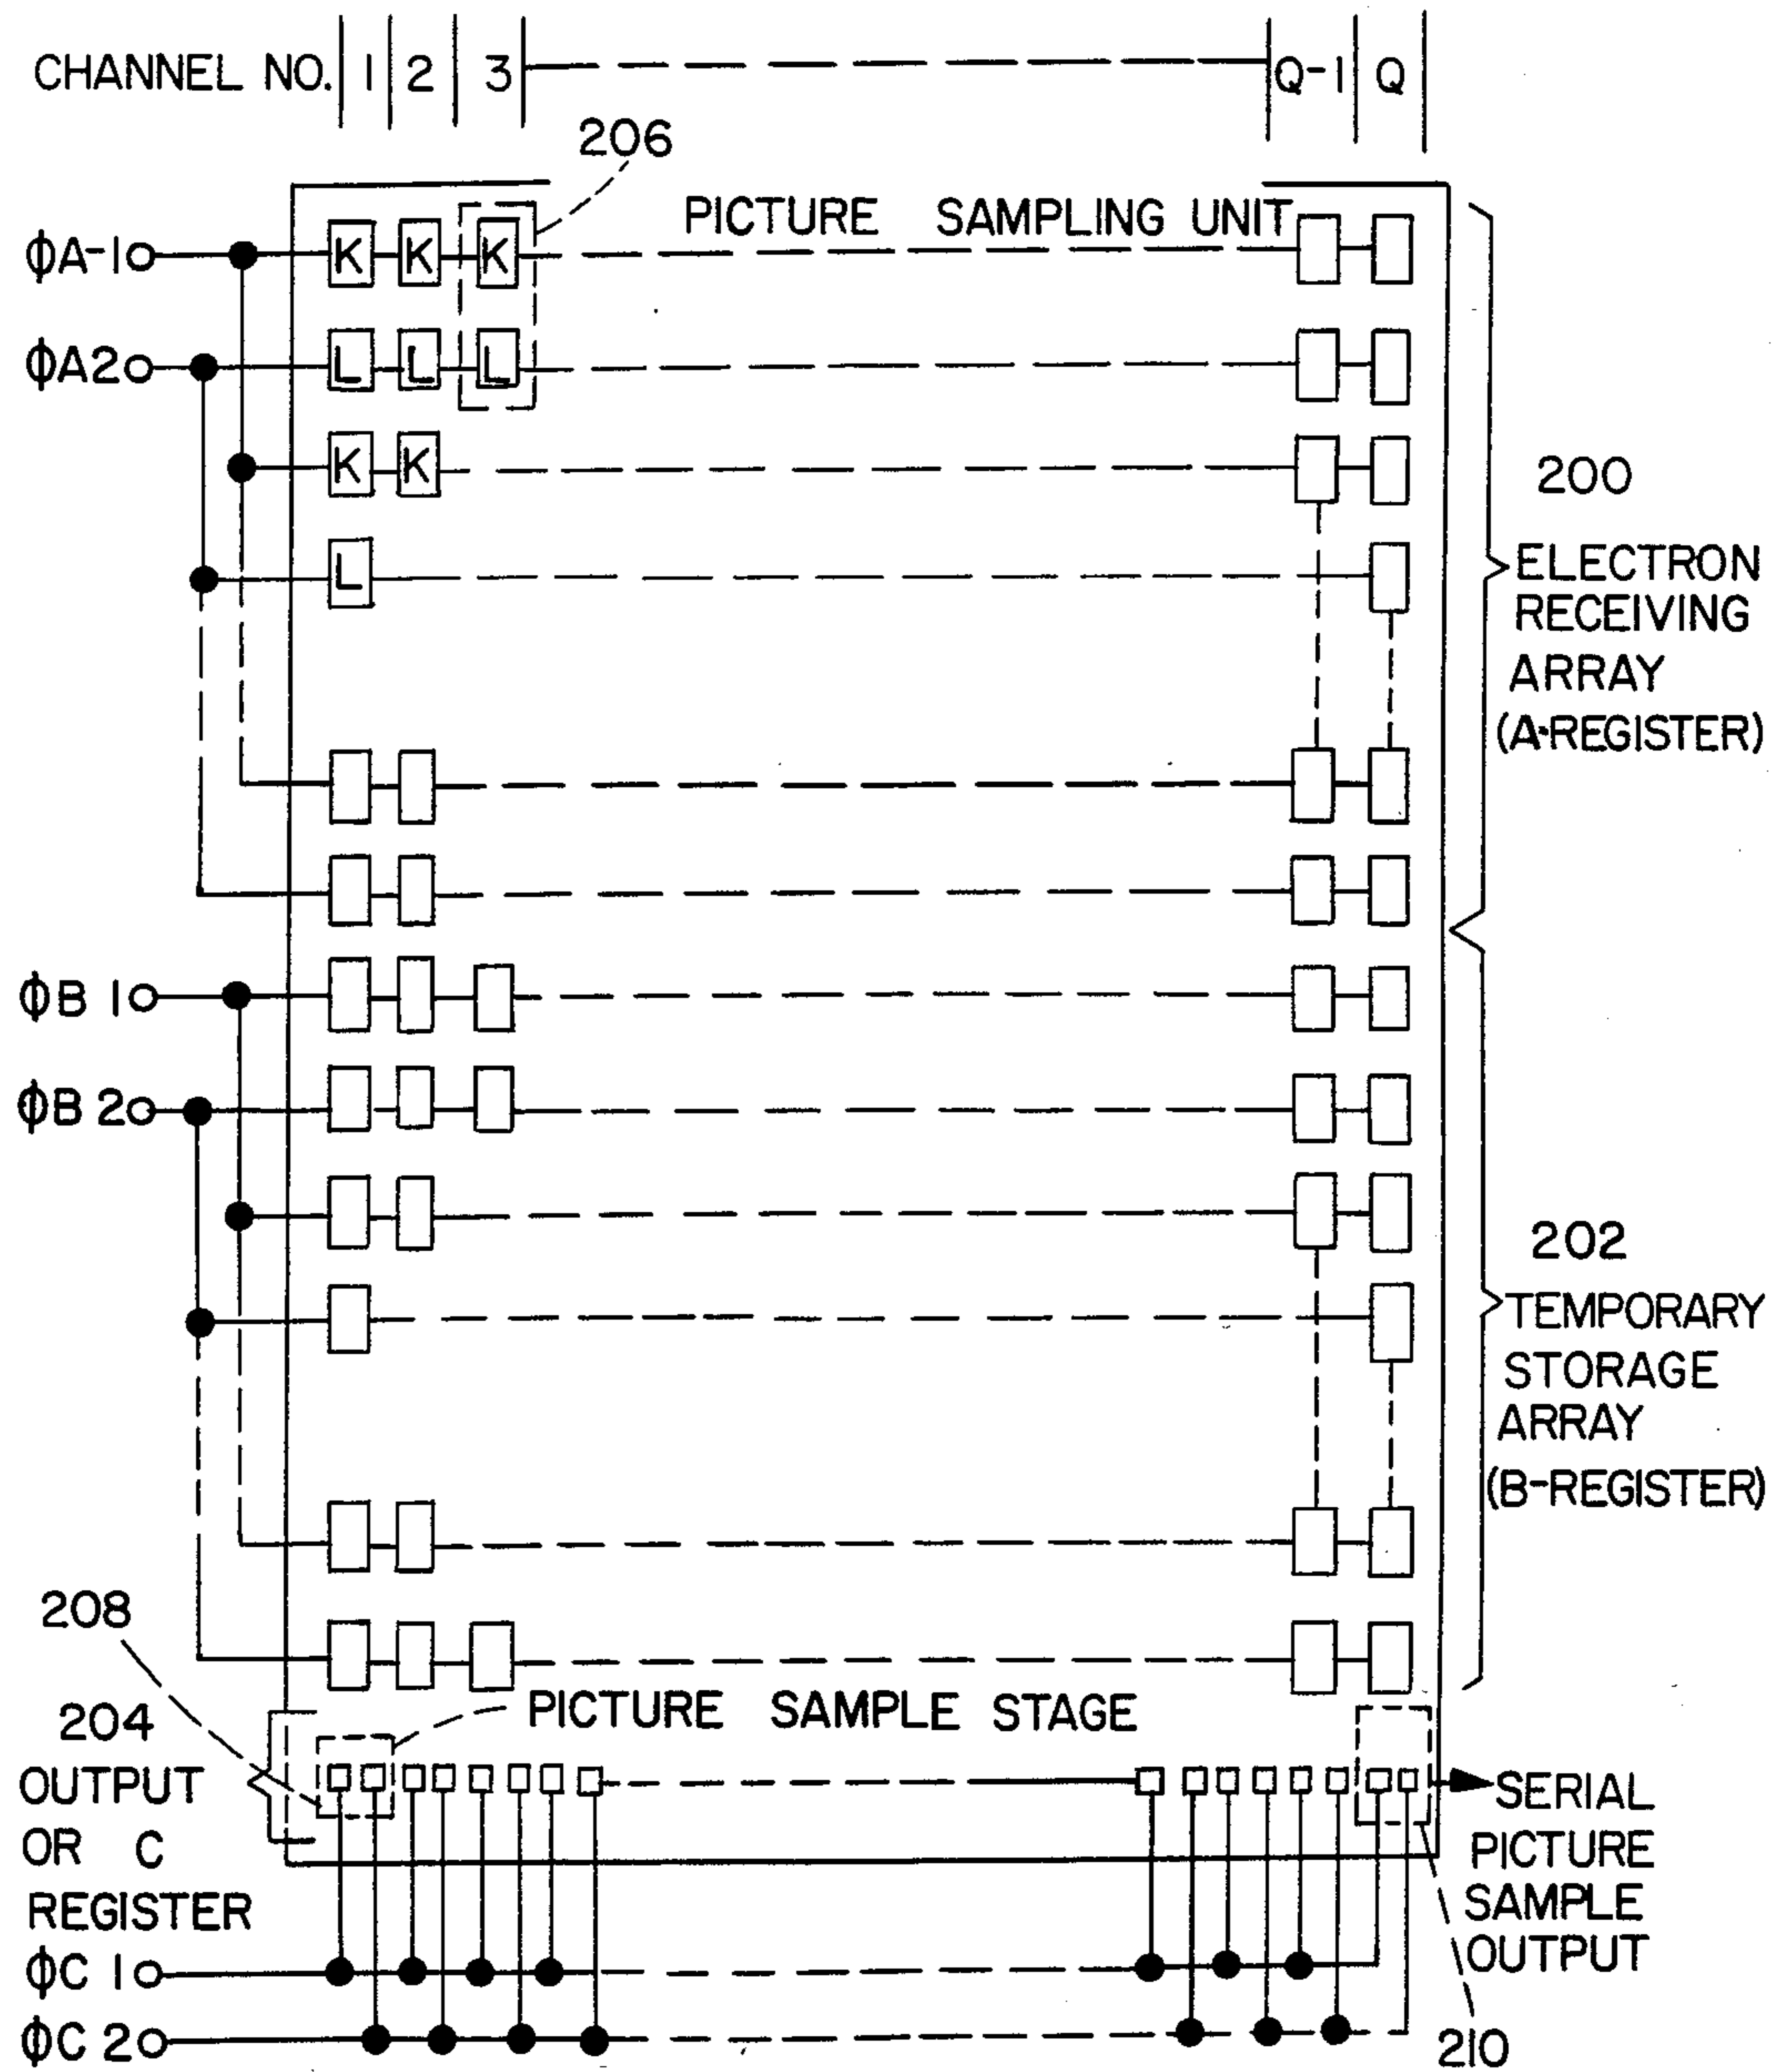 CHANNEL NO. 1 2 3 Q-1 Q
206
PICTURE SAMPLING UNIT
ϕA-1
K K K
ϕA2
L L L
K K
L
200
ELECTRON
RECEIVING
ARRAY
(A-REGISTER)
ϕB 1
ϕB 2
202
TEMPORARY
STORAGE
ARRAY
(B-REGISTER)
208
PICTURE SAMPLE STAGE
204
OUTPUT
OR C
REGISTER
SERIAL
PICTURE
SAMPLE
OUTPUT
ϕC 1
ϕC 2
210